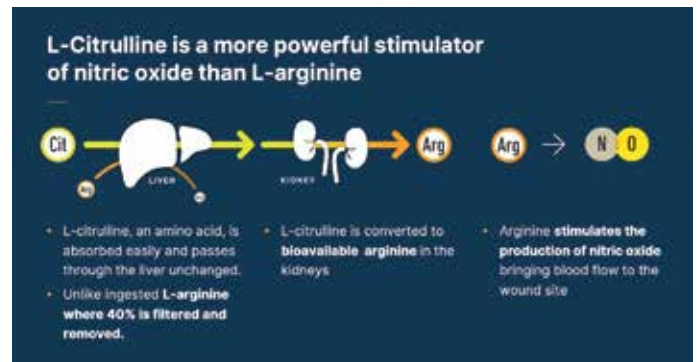 L-Citrulline is a more powerful stimulator
of nitric oxide than L-arginine
Cit
LIVER
Arg
KIDNEY
Arg
Arg
N O
• L-citrulline, an amino acid, is
absorbed easily and passes
through the liver unchanged.
• Unlike ingested L-arginine
where 40% is filtered and
removed.
• L-citrulline is converted to
bioavailable arginine in the
kidneys
• Arginine stimulates the
production of nitric oxide
bringing blood flow to the
wound site